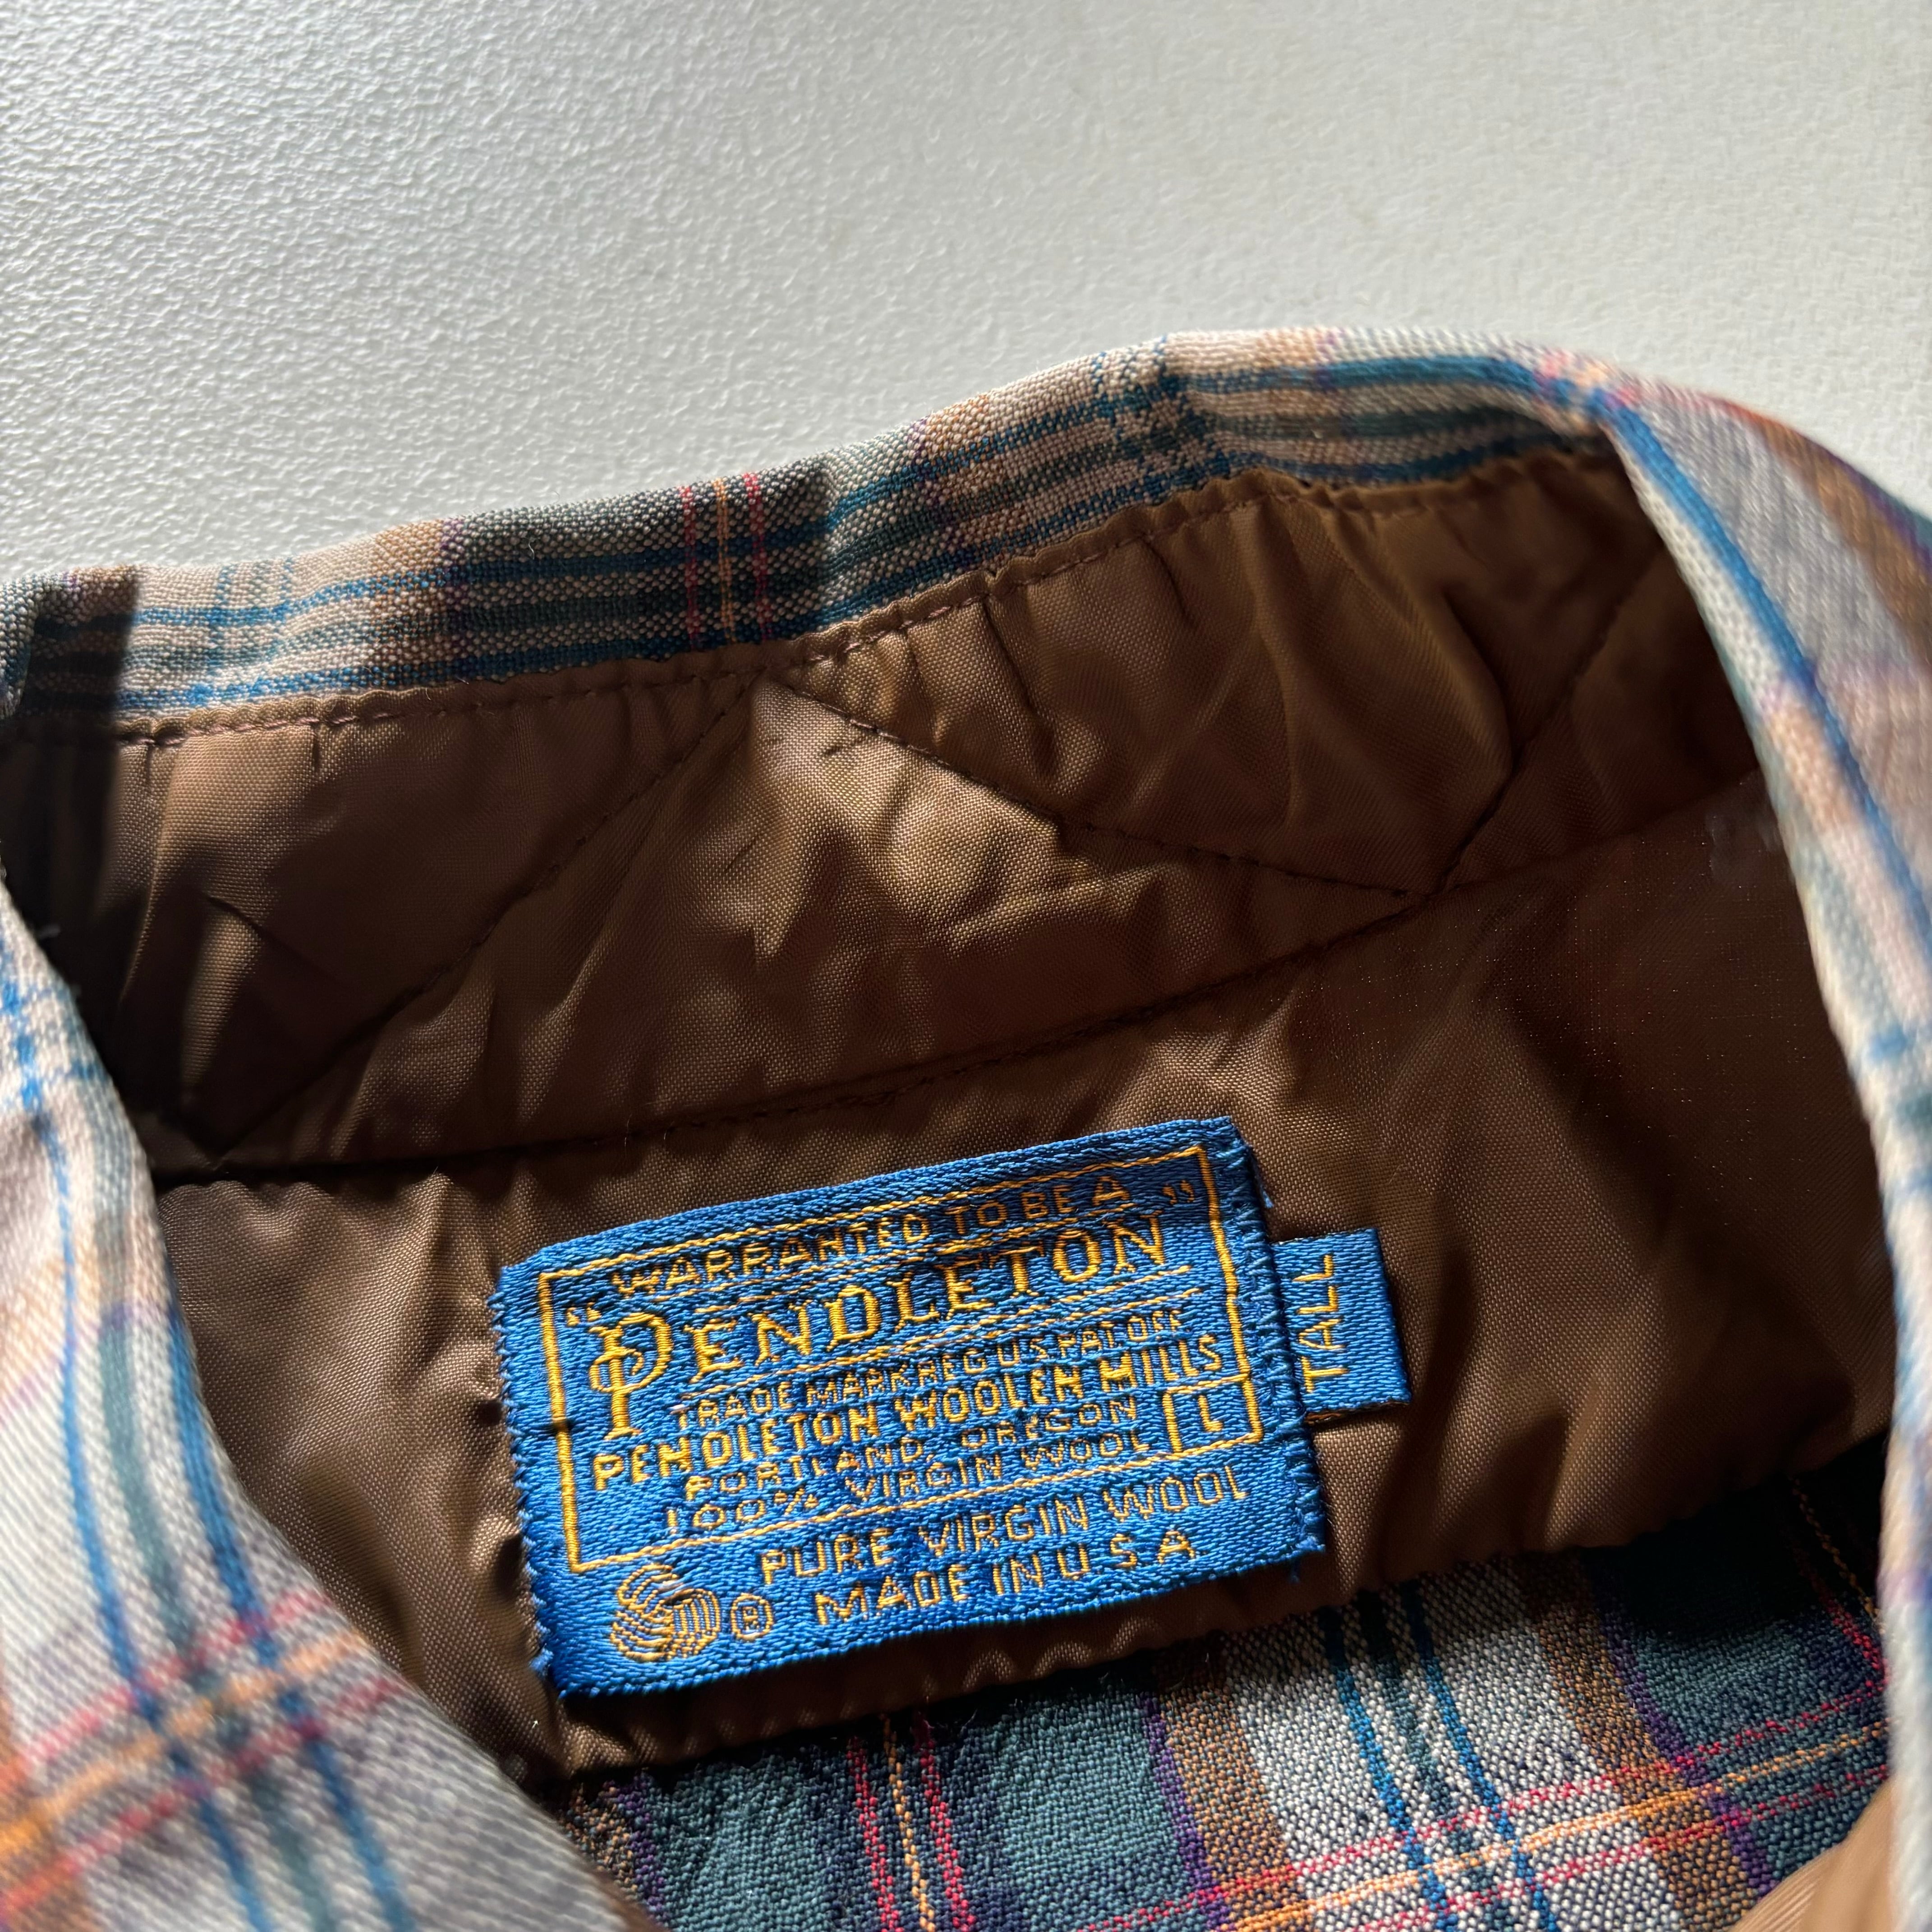 "WARRANTED TO BE A"
PENDLETON
TRADE MARK REG U.S. PAT. OFF.
PENDLETON WOOLEN MILLS
PORTLAND, OREGON
100% VIRGIN WOOL
L
PURE VIRGIN WOOL
® MADE IN U.S.A
TALL